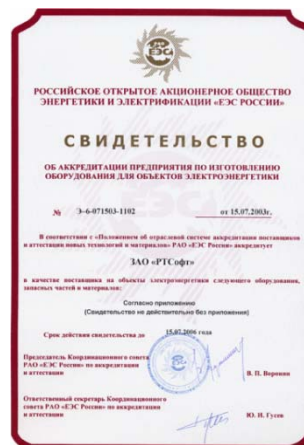 ЕЭС
РОССИЙСКОЕ ОТКРЫТОЕ АКЦИОНЕРНОЕ ОБЩЕСТВО
ЭНЕРГЕТИКИ И ЭЛЕКТРИФИКАЦИИ «ЕЭС РОССИИ»
СВИДЕТЕЛЬСТВО
ОБ АККРЕДИТАЦИИ ПРЕДПРИЯТИЯ ПО ИЗГОТОВЛЕНИЮ
ОБОРУДОВАНИЯ ДЛЯ ОБЪЕКТОВ ЭЛЕКТРОЭНЕРГЕТИКИ
№ Э-6-071503-1102 от 15.07.2003г.
В соответствии с «Положением об отраслевой системе аккредитации поставщиков
и аттестации новых технологий и материалов» РАО «ЕЭС России» аккредитует
ЗАО «РТСофт»
в качестве поставщика на объекты электроэнергетики следующего оборудования,
запасных частей и материалов:
Согласно приложению
(Свидетельство не действительно без приложения)
Срок действия свидетельства до 15.07.2006 года
Председатель Координационного совета
РАО «ЕЭС России» по аккредитации
и аттестации В. П. Воронин
Ответственный секретарь Координационного
совета РАО «ЕЭС России» по аккредитации
и аттестации Ю. Н. Гусев